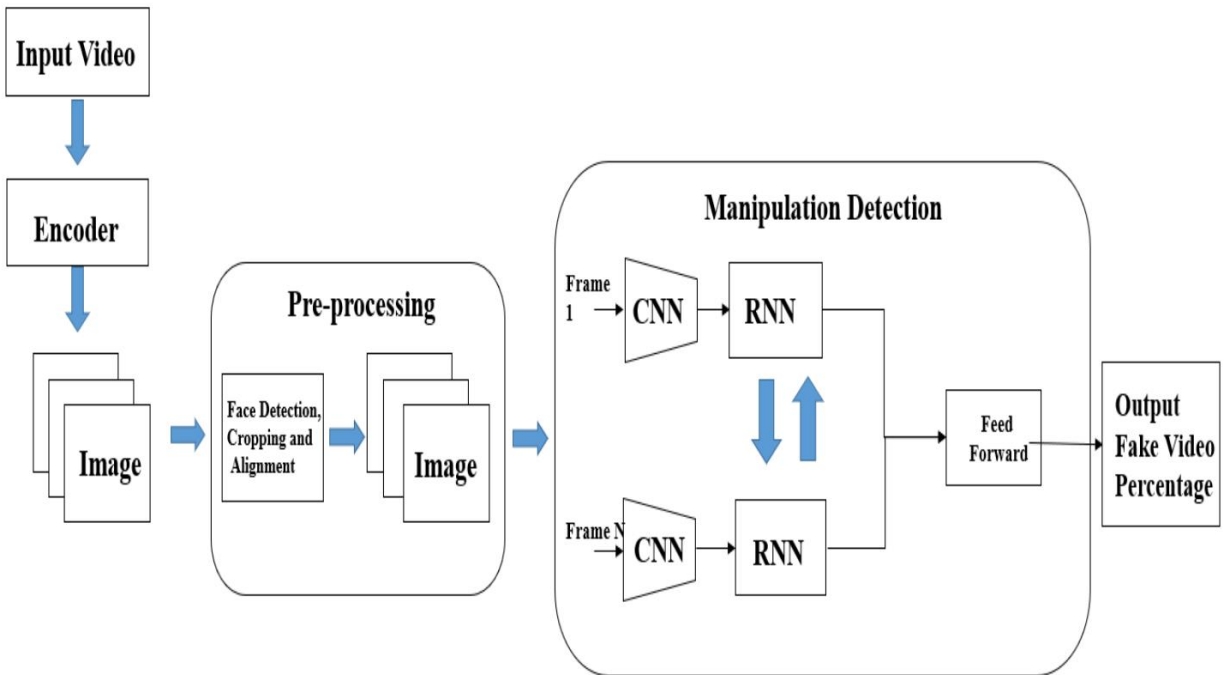 Input Video
Encoder
Image
Pre-processing
Face Detection,
Cropping and
Alignment
Image
Manipulation Detection
Frame
1
CNN
RNN
Frame N
CNN
RNN
Feed
Forward
Output
Fake Video
Percentage